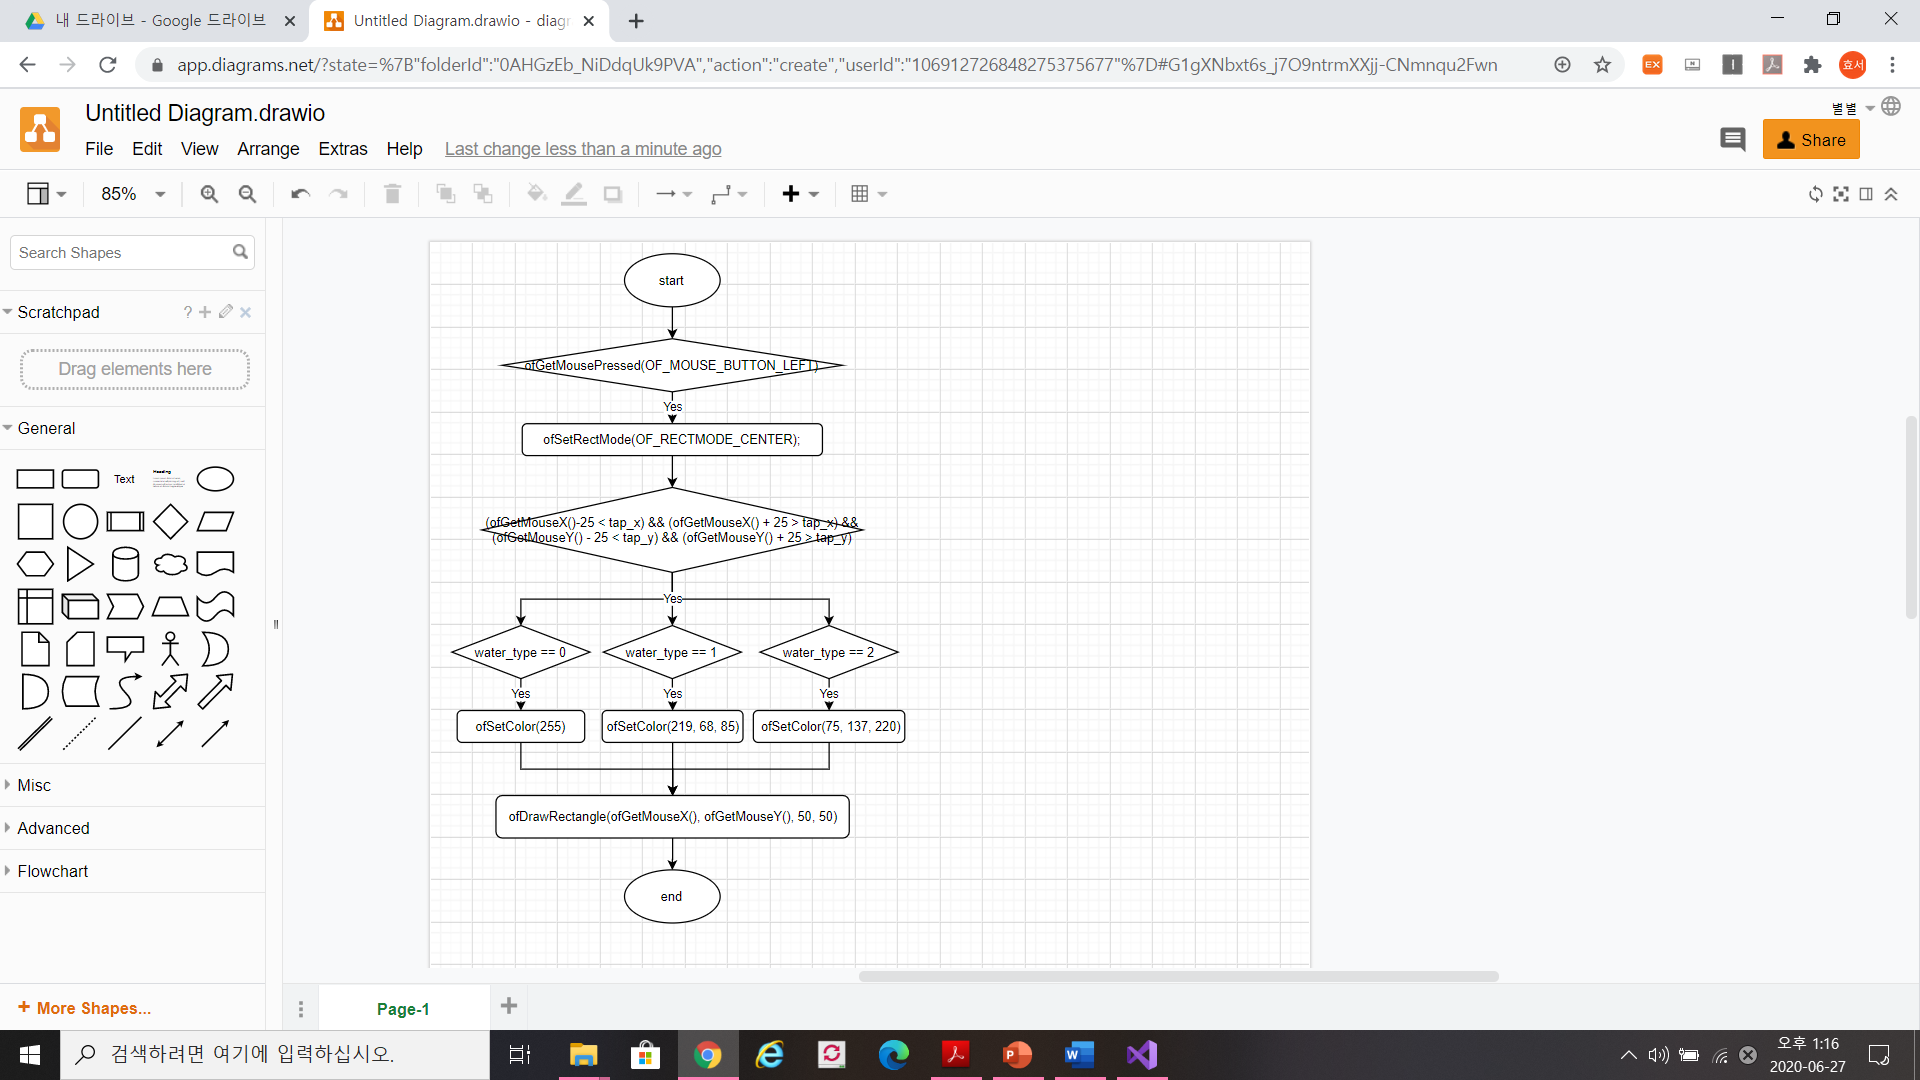 내 드라이브 - Google 드라이브
Untitled Diagram.drawio - diagr
app.diagrams.net/?state=%7B"folderId":"0AHGzEb_NiDdqUk9PVA","action":"create","userId":"106912726848275375677"%7D#G1gXNbxt6s_j7O9ntrmXXjj-CNmnqu2Fwn
EX
효서
Untitled Diagram.drawio
별별
File Edit View Arrange Extras Help Last change less than a minute ago
Share
85%
Search Shapes
Scratchpad
?
Drag elements here
General
Text
Heading
Misc
Advanced
Flowchart
+ More Shapes...
start
ofGetMousePressed(OF_MOUSE_BUTTON_LEFT)
Yes
ofSetRectMode(OF_RECTMODE_CENTER);
(ofGetMouseX()-25 < tap_x) && (ofGetMouseX() + 25 > tap_x) &&
(ofGetMouseY() - 25 < tap_y) && (ofGetMouseY() + 25 > tap_y)
Yes
water_type == 0 water_type == 1 water_type == 2
Yes Yes Yes
ofSetColor(255) ofSetColor(219, 68, 85) ofSetColor(75, 137, 220)
ofDrawRectangle(ofGetMouseX(), ofGetMouseY(), 50, 50)
end
Page-1
검색하려면 여기에 입력하십시오.
오후 1:16
2020-06-27